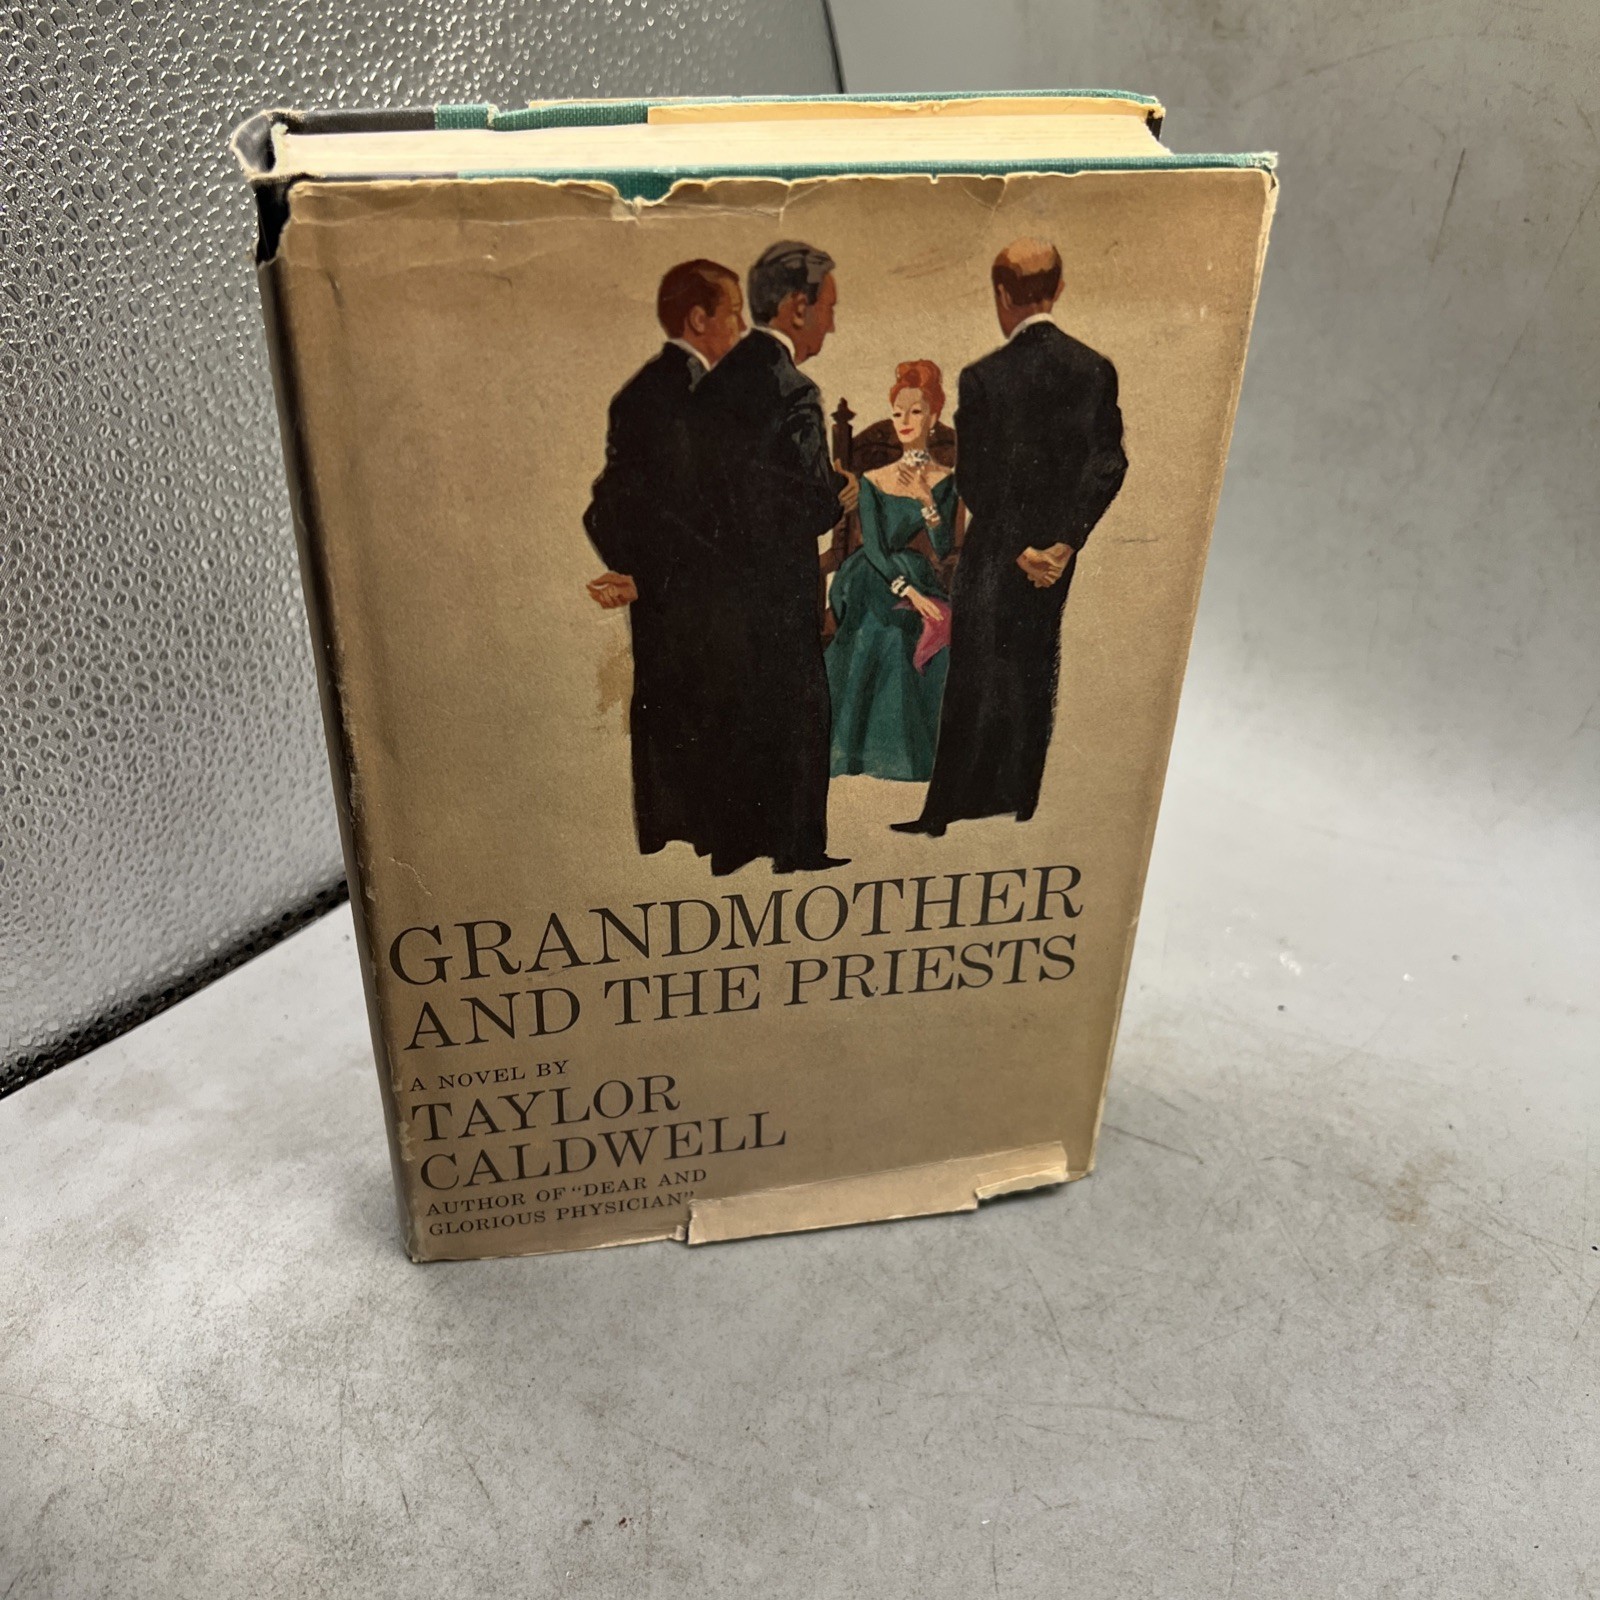 GRANDMOTHER
AND THE PRIESTS
A NOVEL BY
TAYLOR
CALDWELL
AUTHOR OF "DEAR AND
GLORIOUS PHYSICIAN"